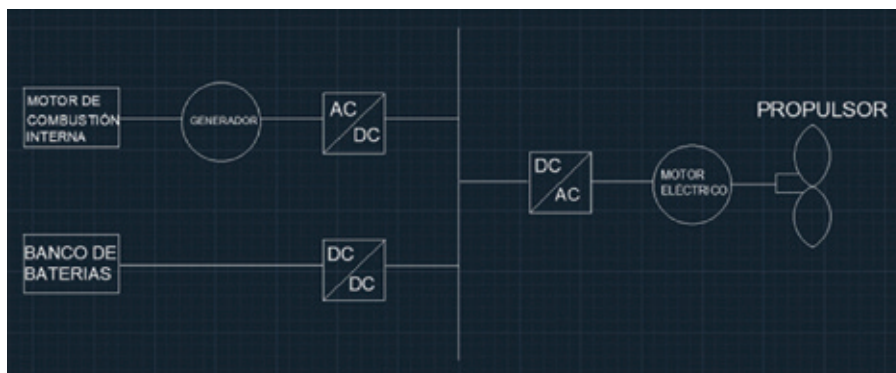 MOTOR DE
COMBUSTIÓN
INTERNA
GENERADOR
AC
DC
PROPULSOR
DC
AC
MOTOR
ELÉCTRICO
BANCO DE
BATERIAS
DC
DC